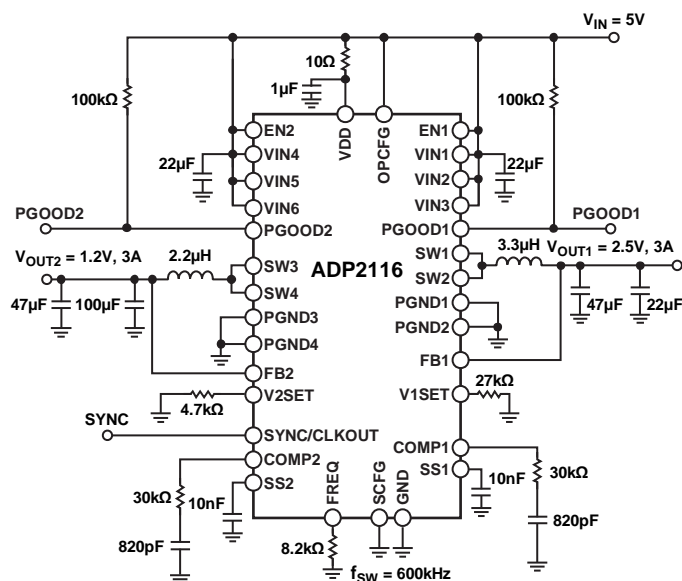 V_IN = 5V
10Ω
1µF
100kΩ
100kΩ
VDD
OPCFG
EN2
EN1
VIN4
VIN1
22µF
22µF
VIN5
VIN2
VIN6
VIN3
PGOOD2
PGOOD1
PGOOD2
PGOOD1
V_OUT2 = 1.2V, 3A
2.2µH
3.3µH
V_OUT1 = 2.5V, 3A
SW3
SW1
ADP2116
SW4
SW2
47µF
100µF
47µF
22µF
PGND3
PGND1
PGND4
PGND2
FB2
FB1
V2SET
V1SET
4.7kΩ
27kΩ
SYNC
SYNC/CLKOUT
COMP2
COMP1
SS2
SS1
30kΩ
10nF
10nF
30kΩ
FREQ
SCFG
GND
820pF
820pF
8.2kΩ
f_SW = 600kHz